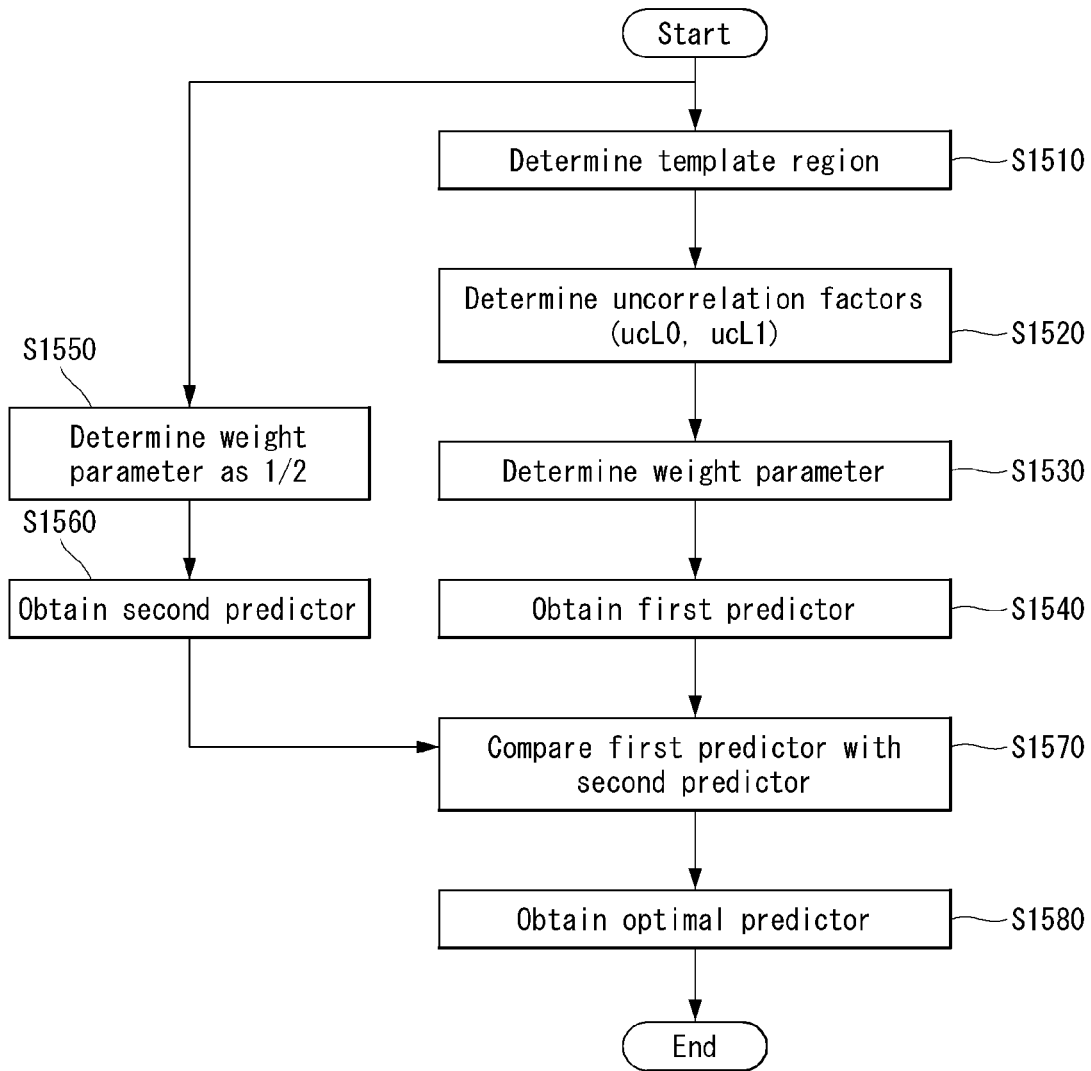 Start
Determine template region
S1510
Determine uncorrelation factors
(ucL0, ucL1)
S1520
S1550
Determine weight
parameter as 1/2
Determine weight parameter
S1530
S1560
Obtain second predictor
Obtain first predictor
S1540
Compare first predictor with
second predictor
S1570
Obtain optimal predictor
S1580
End